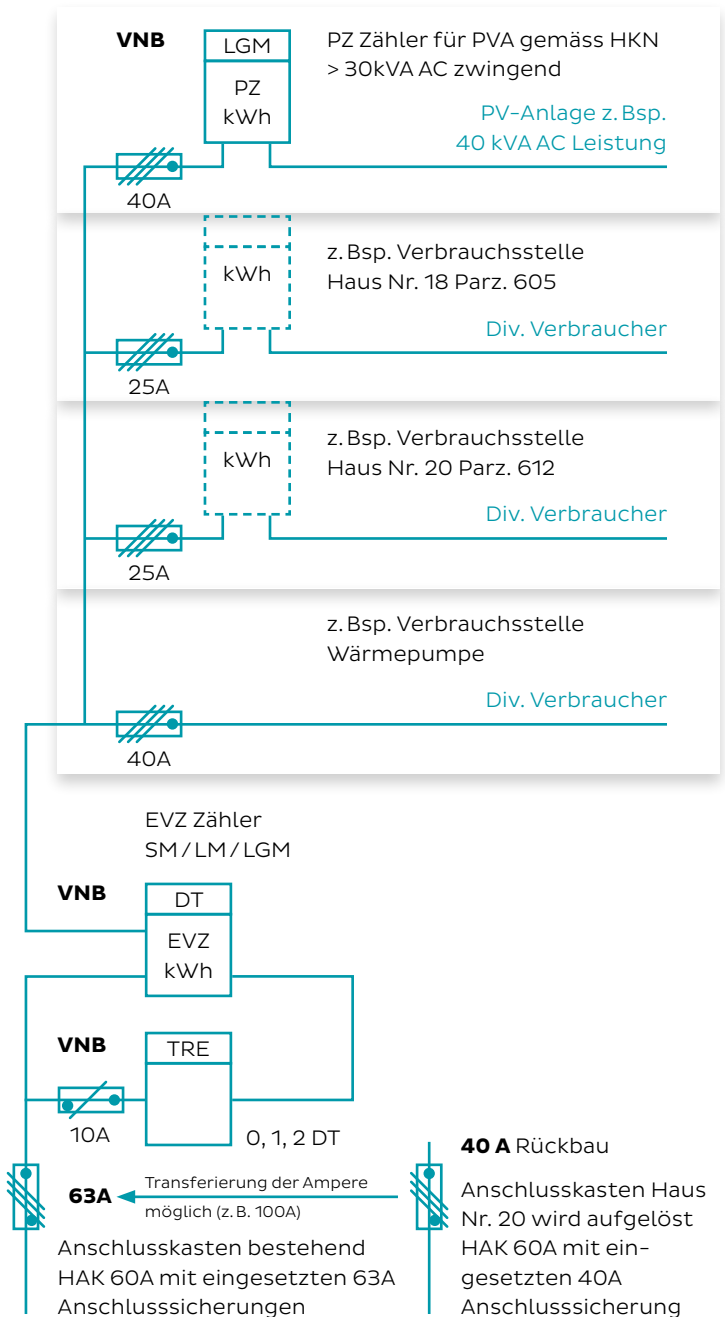 VNB
LGM
PZ
kWh
PZ Zähler für PVA gemäss HKN
> 30kVA AC zwingend
PV-Anlage z. Bsp.
40 kVA AC Leistung
40A
kWh
z. Bsp. Verbrauchsstelle
Haus Nr. 18 Parz. 605
Div. Verbraucher
25A
kWh
z. Bsp. Verbrauchsstelle
Haus Nr. 20 Parz. 612
Div. Verbraucher
25A
z. Bsp. Verbrauchsstelle
Wärmepumpe
Div. Verbraucher
40A
EVZ Zähler
SM / LM / LGM
VNB
DT
EVZ
kWh
VNB
TRE
10A
0, 1, 2 DT
63A
Transferierung der Ampere
möglich (z. B. 100A)
Anschlusskasten bestehend
HAK 60A mit eingesetzten 63A
Anschlusssicherungen
40 A Rückbau
Anschlusskasten Haus
Nr. 20 wird aufgelöst
HAK 60A mit ein-
gesetzten 40A
Anschlusssicherung